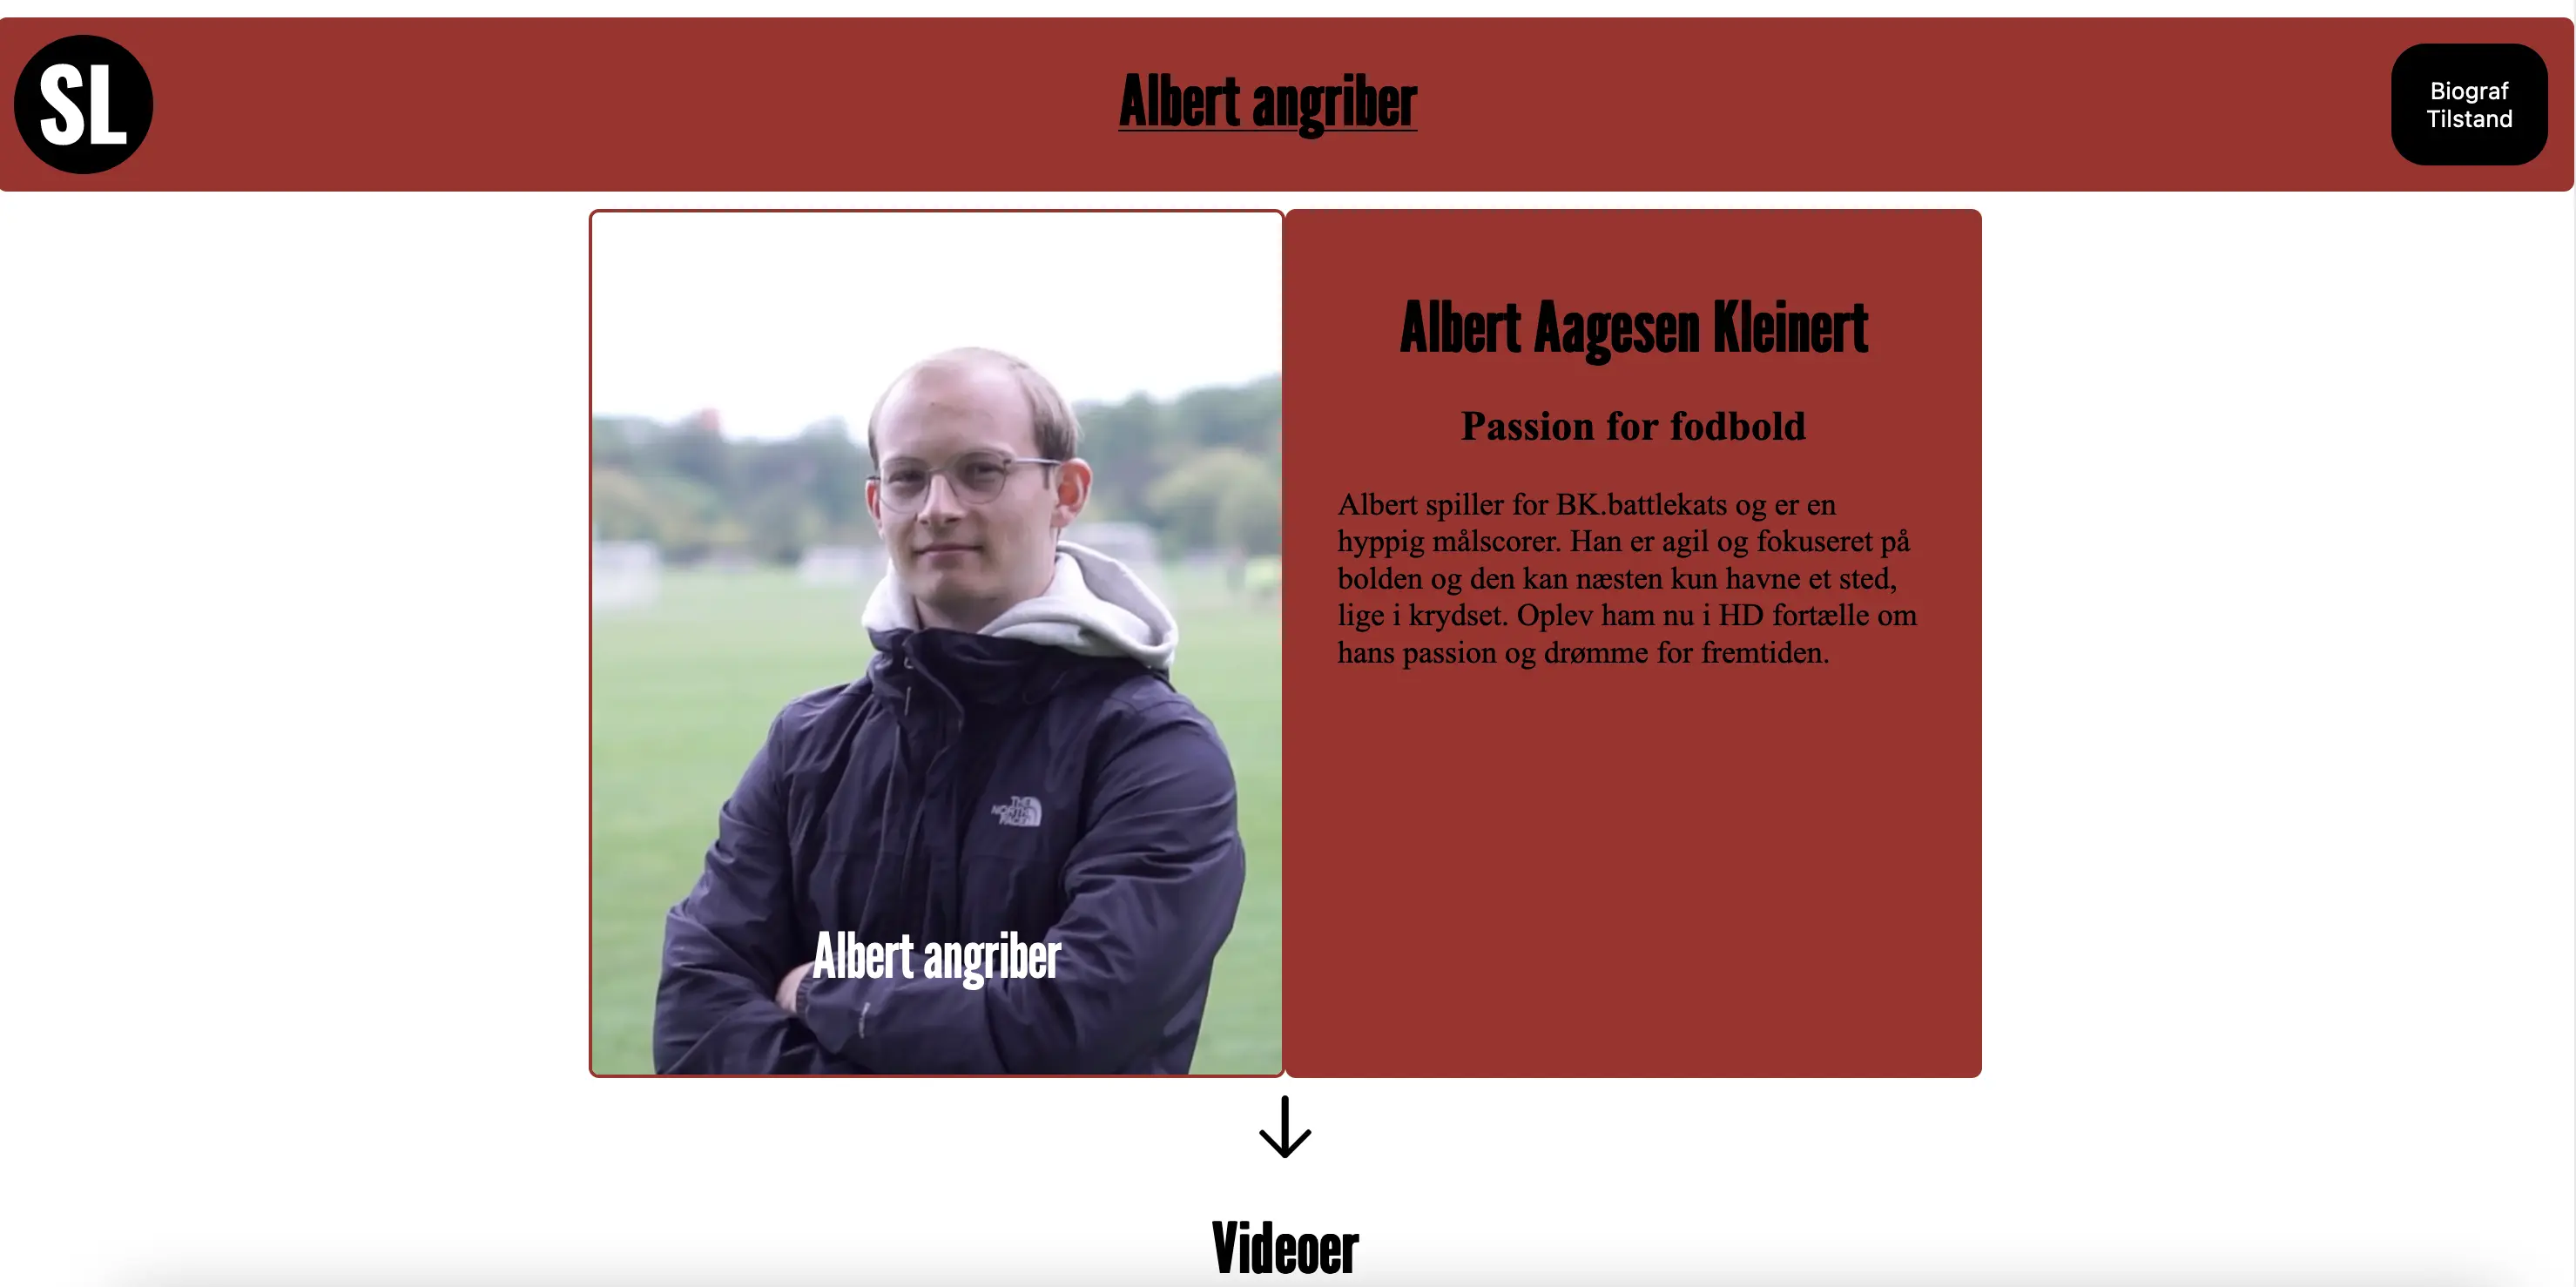 SL
Albert angriber
Biograf
Tilstand
THE
NORTH
FACE
Albert angriber
Albert Aagesen Kleinert
Passion for fodbold
Albert spiller for BK.battlekats og er en
hyppig målscorer. Han er agil og fokuseret på
bolden og den kan næsten kun havne et sted,
lige i krydset. Oplev ham nu i HD fortælle om
hans passion og drømme for fremtiden.
Videoer